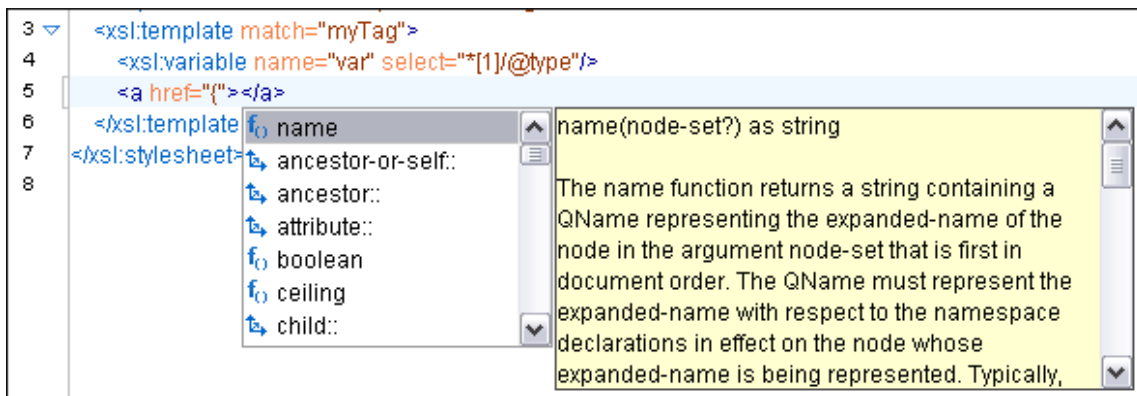 3 <xsl:template match="myTag">
4 <xsl:variable name="var" select="*[1]/@type"/>
5 <a href="{"></a>
6 </xsl:template
7 </xsl:stylesheet>
8
f() name
ancestor-or-self::
ancestor::
attribute::
f() boolean
f() ceiling
child::
name(node-set?) as string
The name function returns a string containing a
QName representing the expanded-name of the
node in the argument node-set that is first in
document order. The QName must represent the
expanded-name with respect to the namespace
declarations in effect on the node whose
expanded-name is being represented. Typically,